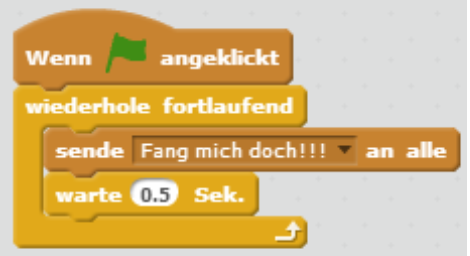 Wenn angeklickt
wiederhole fortlaufend
sende Fang mich doch!!! an alle
warte 0.5 Sek.